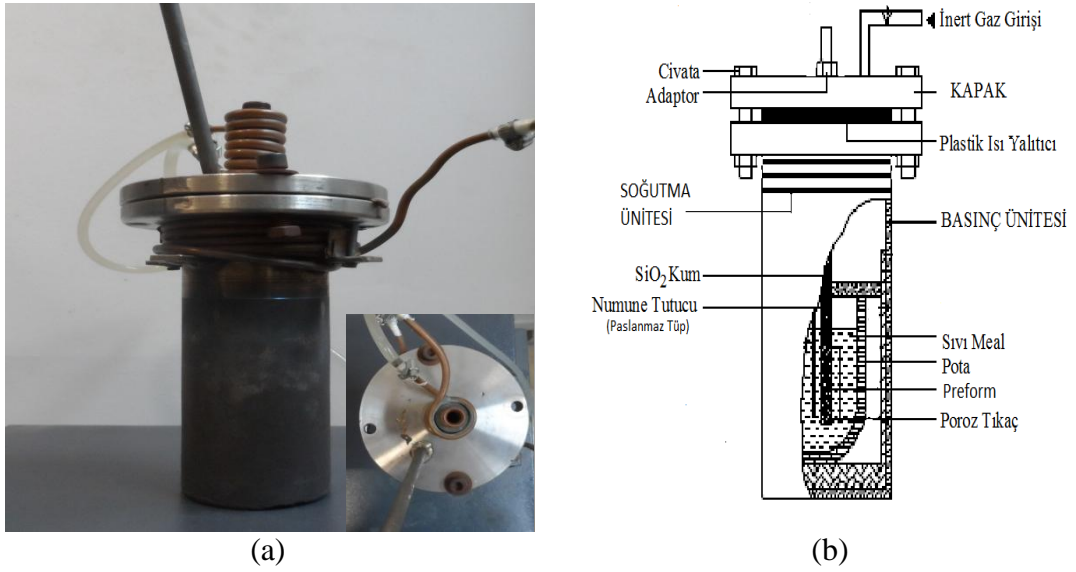 İnert Gaz Girişi
Civata
Adaptor
KAPAK
Plastik Isı Yalıtıcı
SOĞUTMA
ÜNİTESİ
BASINÇ ÜNİTESİ
SiO2 Kum
Numune Tutucu
(Paslanmaz Tüp)
Sıvı Meal
Pota
Preform
Poroz Tıkaç
(a)
(b)